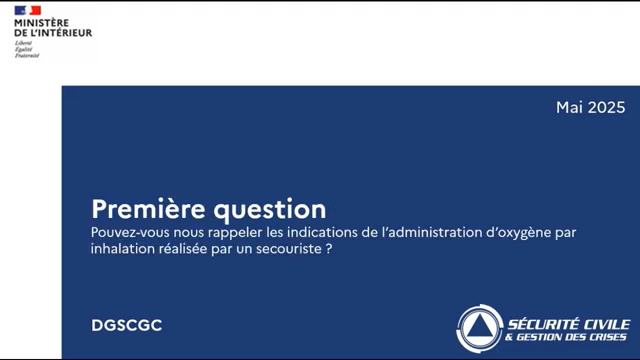 MINISTÈRE
DE L'INTÉRIEUR
Liberté
Égalité
Fraternité
Mai 2025
Première question
Pouvez-vous nous rappeler les indications de l'administration d'oxygène par
inhalation réalisée par un secouriste ?
DGSCGC
SÉCURITÉ CIVILE
& GESTION DES CRISES